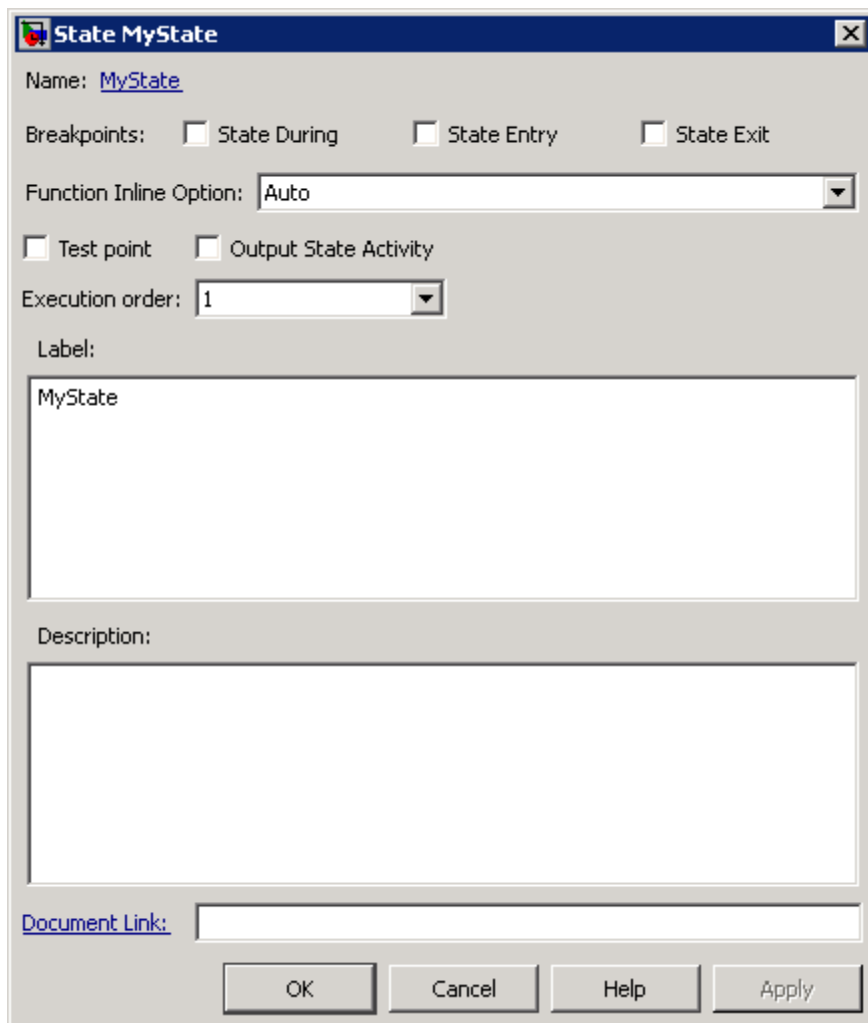 State MyState
Name: MyState
Breakpoints: State During State Entry State Exit
Function Inline Option: Auto
Test point Output State Activity
Execution order: 1
Label:
MyState
Description:
Document Link:
OK Cancel Help Apply